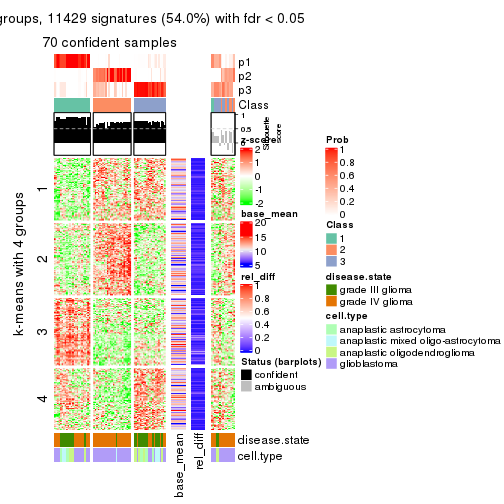 groups, 11429 signatures (54.0%) with fdr < 0.05
70 confident samples
p1
p2
p3
Class
1
0.5
0
Silhouette
score
k-means with 4 groups
1
2
3
4
z-score
2
1
0
-1
-2
base_mean
20
15
10
5
rel_diff
1
0.8
0.6
0.4
0.2
0
Status (barplots)
confident
ambiguous
Prob
1
0.8
0.6
0.4
0.2
0
Class
1
2
3
disease.state
grade III glioma
grade IV glioma
cell.type
anaplastic astrocytoma
anaplastic mixed oligo-astrocytoma
anaplastic oligodendroglioma
glioblastoma
disease.state
cell.type
base_mean
rel_diff